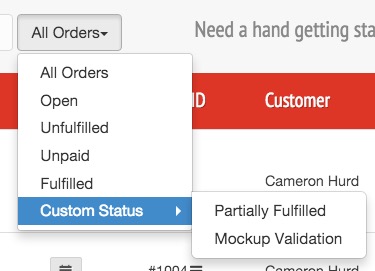 All Orders
Need a hand getting sta
All Orders
Open
ID
Customer
Unfulfilled
Unpaid
Fulfilled
Cameron Hurd
Custom Status
Partially Fulfilled
Mockup Validation
#1004
Cameron Hurd